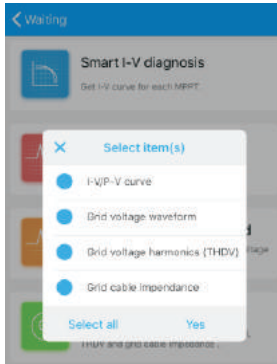 Waiting
Smart I-V diagnosis
Get I-V curve for each MPPT.
Select item(s)
I-V/P-V curve
Grid voltage waveform
d
Grid voltage harmonics (THDV)
ltage
Grid cable impendance
Select all
Yes
THDV and grid cable impedance .